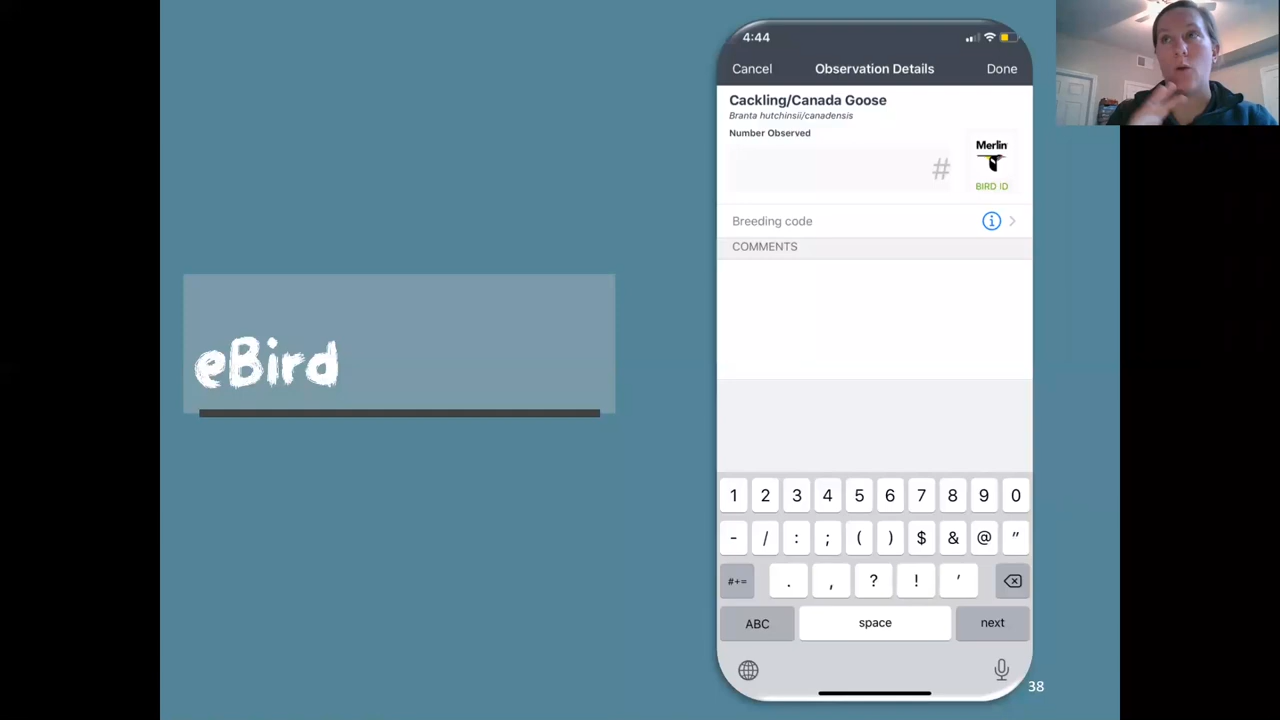 eBird
4:44
Cancel Observation Details Done
Cackling/Canada Goose
Branta hutchinsii/canadensis
Number Observed
#
Merlin
BIRD ID
Breeding code
COMMENTS
1 2 3 4 5 6 7 8 9 0
- / : ; ( ) $ & @ "
#+= . , ? ! ' 
ABC space next
38